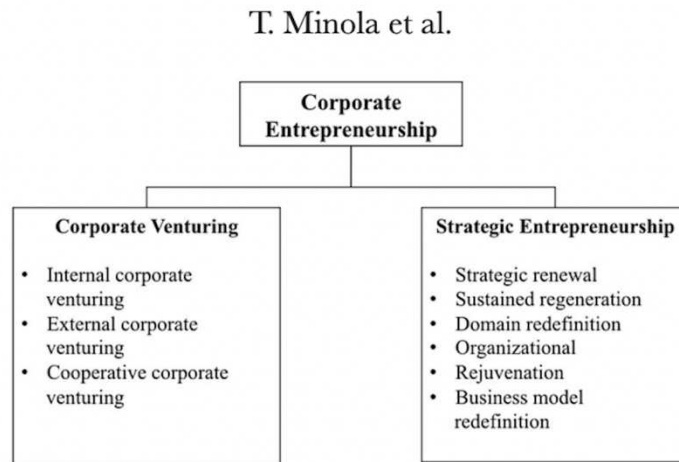 T. Minola et al.
Corporate
Entrepreneurship
Corporate Venturing
• Internal corporate
venturing
• External corporate
venturing
• Cooperative corporate
venturing
Strategic Entrepreneurship
• Strategic renewal
• Sustained regeneration
• Domain redefinition
• Organizational
• Rejuvenation
• Business model
redefinition